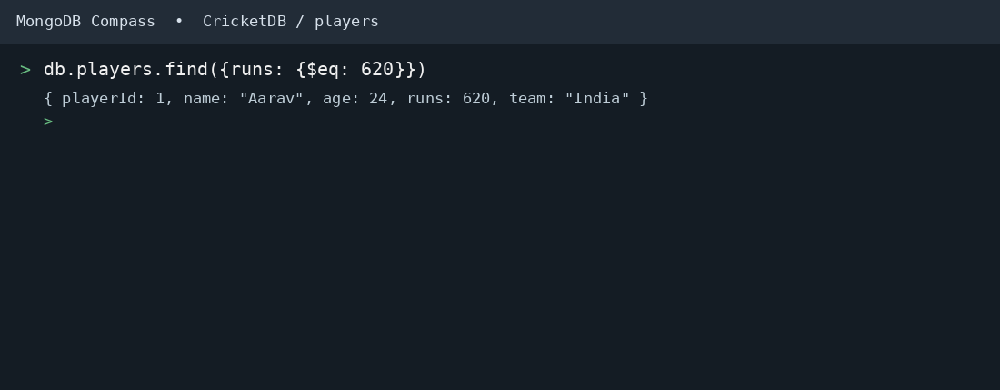 MongoDB Compass • CricketDB / players
> db.players.find({runs: {$eq: 620}})
{ playerId: 1, name: "Aarav", age: 24, runs: 620, team: "India" }
>